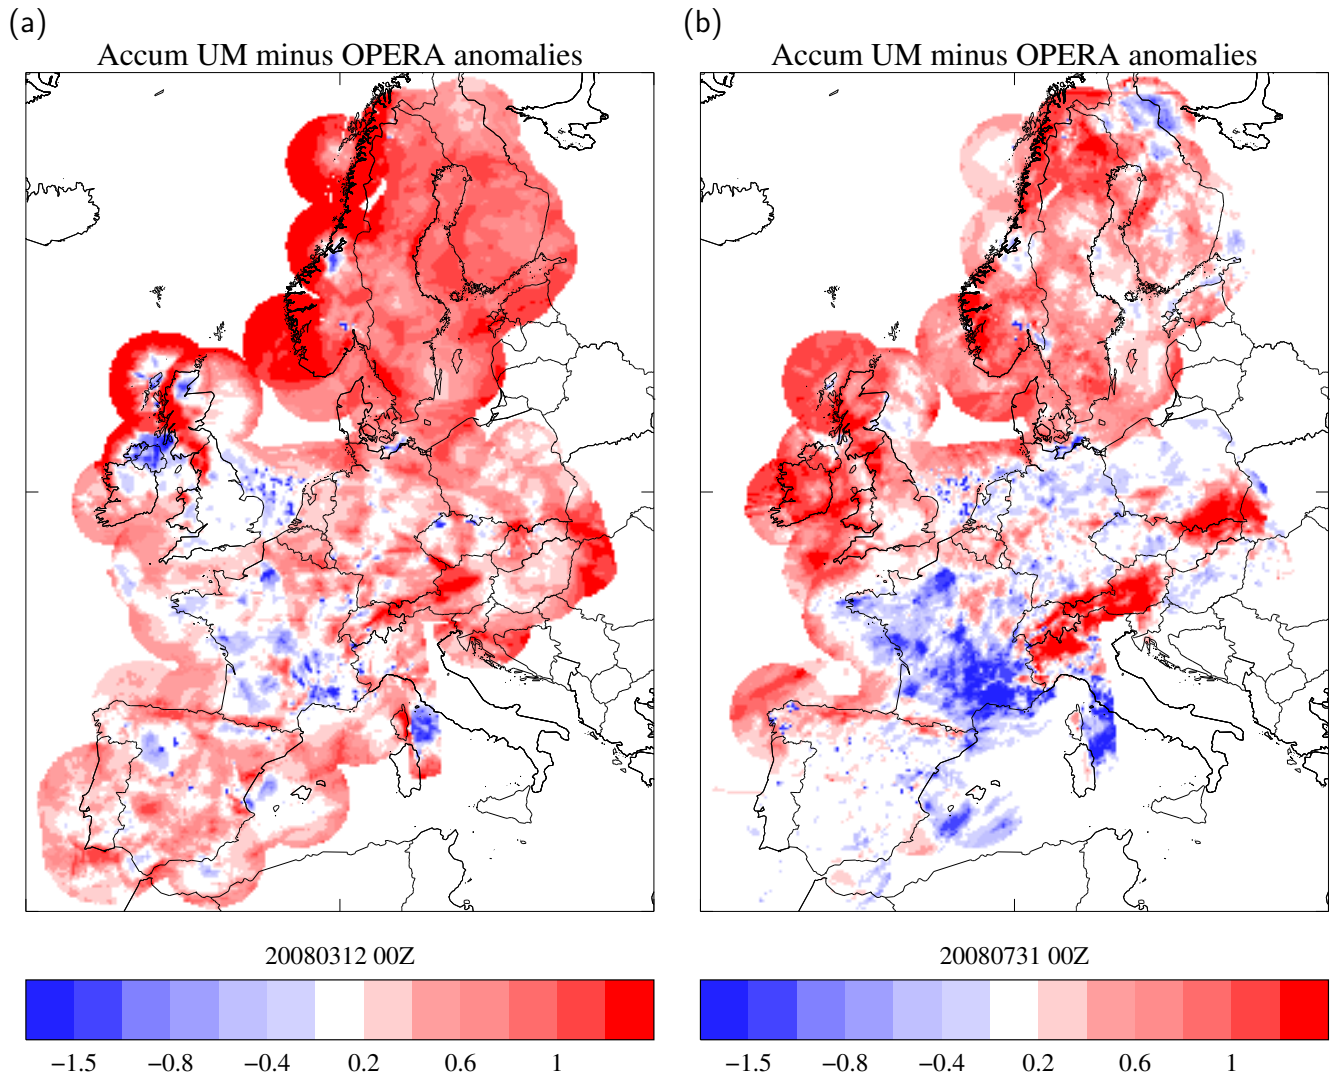 (a)
Accum UM minus OPERA anomalies
20080312 00Z
−1.5 −0.8 −0.4 0.2 0.6 1
(b)
Accum UM minus OPERA anomalies
20080731 00Z
−1.5 −0.8 −0.4 0.2 0.6 1